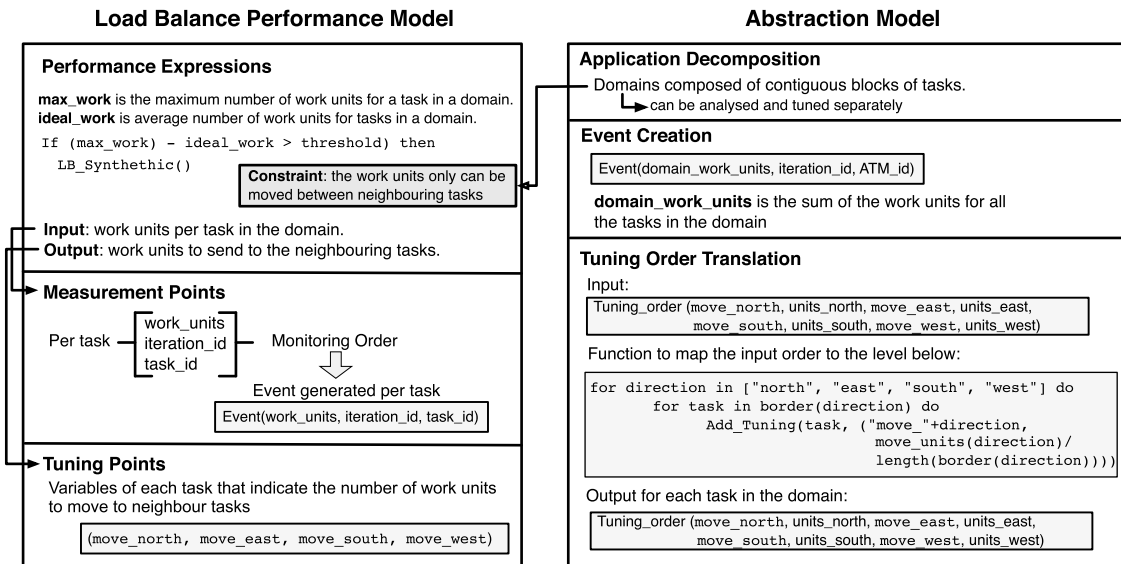 Load Balance Performance Model
Performance Expressions
max_work is the maximum number of work units for a task in a domain.
ideal_work is average number of work units for tasks in a domain.
If (max_work) - ideal_work > threshold) then
LB_Synthethic()
Constraint: the work units only can be
moved between neighbouring tasks
Input: work units per task in the domain.
Output: work units to send to the neighbouring tasks.
Measurement Points
Per task
work_units
iteration_id
task_id
Monitoring Order
Event generated per task
Event(work_units, iteration_id, task_id)
Tuning Points
Variables of each task that indicate the number of work units
to move to neighbour tasks
(move_north, move_east, move_south, move_west)
Abstraction Model
Application Decomposition
Domains composed of contiguous blocks of tasks.
can be analysed and tuned separately
Event Creation
Event(domain_work_units, iteration_id, ATM_id)
domain_work_units is the sum of the work units for all
the tasks in the domain
Tuning Order Translation
Input:
Tuning_order (move_north, units_north, move_east, units_east,
move_south, units_south, move_west, units_west)
Function to map the input order to the level below:
for direction in ["north", "east", "south", "west"] do
for task in border(direction) do
Add_Tuning(task, ("move_"+direction,
move_units(direction)/
length(border(direction))))
Output for each task in the domain:
Tuning_order (move_north, units_north, move_east, units_east,
move_south, units_south, move_west, units_west)